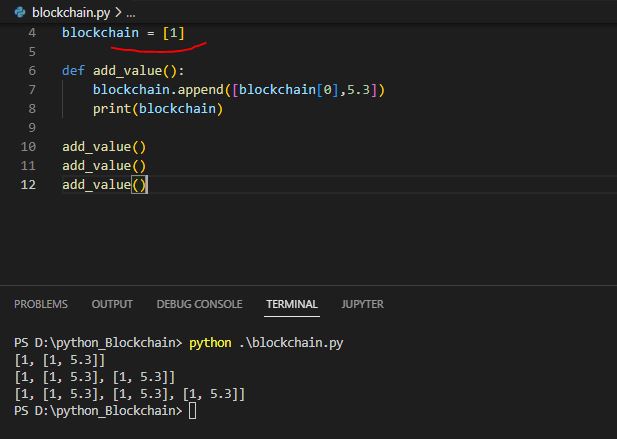 blockchain.py > ...
4 blockchain = [1]
5
6 def add_value():
7     blockchain.append([blockchain[0],5.3])
8     print(blockchain)
9
10 add_value()
11 add_value()
12 add_value()
PROBLEMS OUTPUT DEBUG CONSOLE TERMINAL JUPYTER
PS D:\python_Blockchain> python .\blockchain.py
[1, [1, 5.3]]
[1, [1, 5.3], [1, 5.3]]
[1, [1, 5.3], [1, 5.3], [1, 5.3]]
PS D:\python_Blockchain>